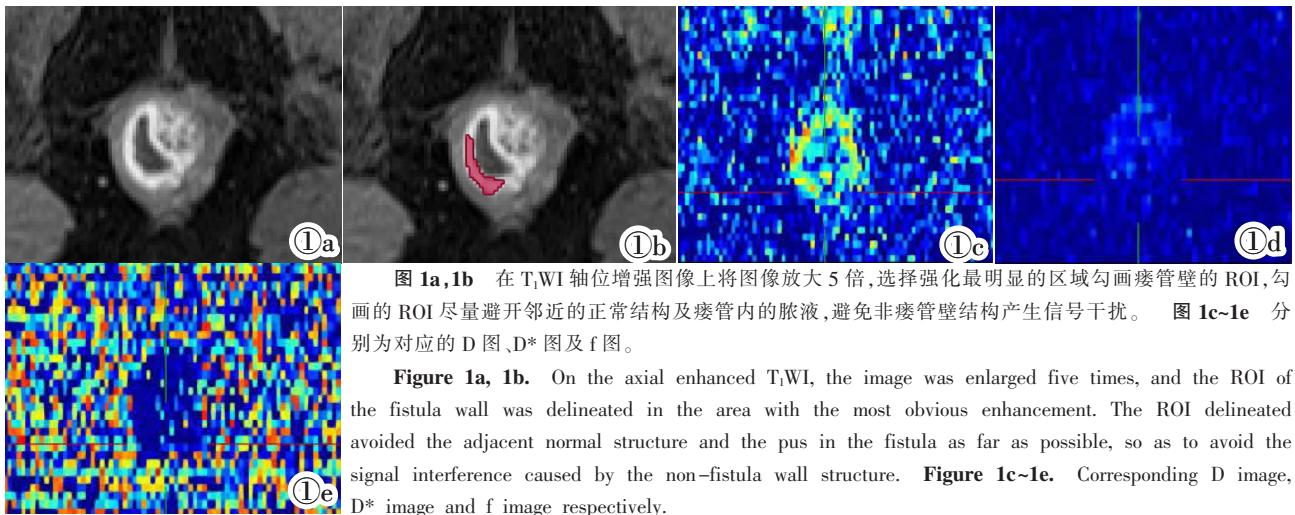 ①a
①b
①c
①d
①e
图 1a,1b 在 T₁WI 轴位增强图像上将图像放大 5 倍,选择强化最明显的区域勾画瘘管壁的 ROI,勾
画的 ROI 尽量避开邻近的正常结构及瘘管内的脓液,避免非瘘管壁结构产生信号干扰。 图 1c~1e 分
别为对应的 D 图、D* 图及 f 图。
Figure 1a, 1b. On the axial enhanced T₁WI, the image was enlarged five times, and the ROI of
the fistula wall was delineated in the area with the most obvious enhancement. The ROI delineated
avoided the adjacent normal structure and the pus in the fistula as far as possible, so as to avoid the
signal interference caused by the non-fistula wall structure. Figure 1c~1e. Corresponding D image,
D* image and f image respectively.